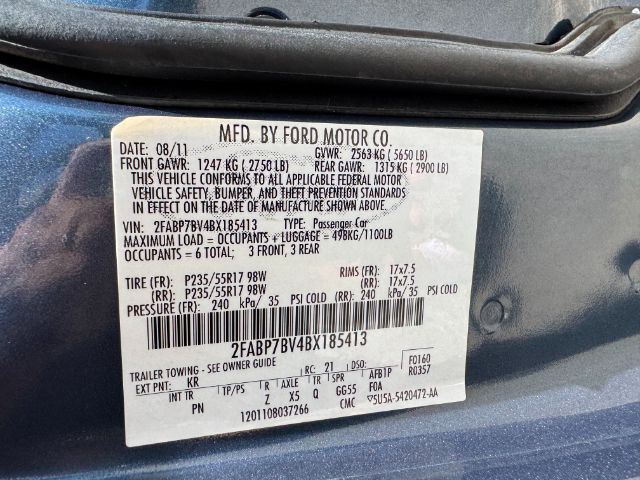 MFD. BY FORD MOTOR CO.
DATE: 08/11 GVWR: 2563 KG (5650 LB)
FRONT GAWR: 1247 KG (2750 LB) REAR GAWR: 1315 KG (2900 LB)
THIS VEHICLE CONFORMS TO ALL APPLICABLE FEDERAL MOTOR
VEHICLE SAFETY, BUMPER, AND THEFT PREVENTION STANDARDS
IN EFFECT ON THE DATE OF MANUFACTURE SHOWN ABOVE.
VIN: 2FABP7BV4BX185413 TYPE: Passenger Car
MAXIMUM LOAD = OCCUPANTS + LUGGAGE = 498KG/1100LB
OCCUPANTS = 6 TOTAL; 3 FRONT, 3 REAR
TIRE (FR): P235/55R17 98W RIMS (FR): 17x7.5
(RR): P235/55R17 98W (RR): 17x7.5
PRESSURE (FR): 240 kPa/ 35 PSI COLD (RR): 240 kPa/ 35 PSI COLD
2FABP7BV4BX185413
TRAILER TOWING - SEE OWNER GUIDE F0160
EXT PNT: KR RC: 21 DSO: R0357
INT TR TP/PS R AXLE TR SPR AFB1P
PN Z X5 Q GG55 F0A
1201108037266 CMC ▽5U5A-5420472-AA